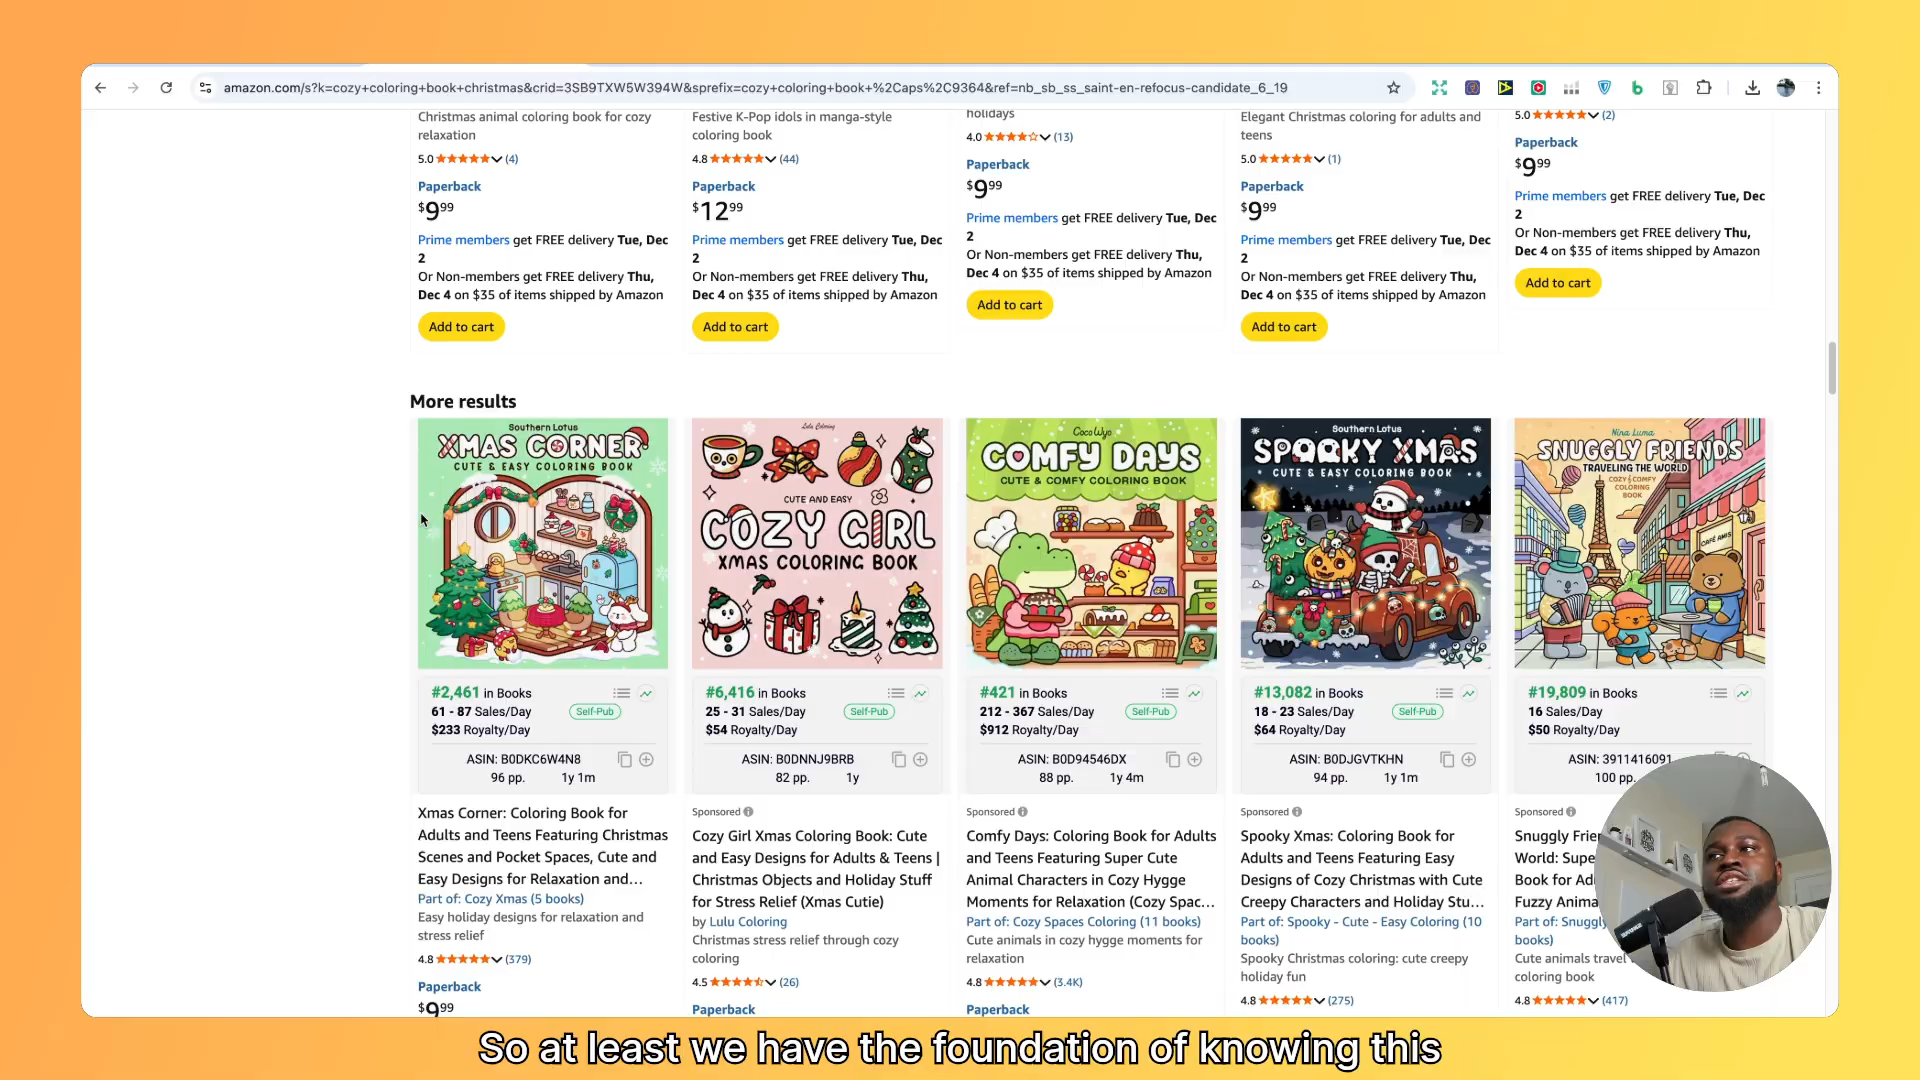 amazon.com/s?k=cozy+coloring+book+christmas&crid=3SB9TXW5W394W&sprefix=cozy+coloring+book+%2Caps%2C9364&ref=nb_sb_ss_saint-en-refocus-candidate_6_19
Christmas animal coloring book for cozy
relaxation
5.0 (4)
Paperback
$9.99
Prime members get FREE delivery Tue, Dec
2
Or Non-members get FREE delivery Thu,
Dec 4 on $35 of items shipped by Amazon
Add to cart
Festive K-Pop idols in manga-style
coloring book
4.8 (44)
Paperback
$12.99
Prime members get FREE delivery Tue, Dec
2
Or Non-members get FREE delivery Thu,
Dec 4 on $35 of items shipped by Amazon
Add to cart
holidays
4.0 (13)
Paperback
$9.99
Prime members get FREE delivery Tue, Dec
2
Or Non-members get FREE delivery Thu,
Dec 4 on $35 of items shipped by Amazon
Add to cart
Elegant Christmas coloring for adults and
teens
5.0 (1)
Paperback
$9.99
Prime members get FREE delivery Tue, Dec
2
Or Non-members get FREE delivery Thu,
Dec 4 on $35 of items shipped by Amazon
Add to cart
5.0 (2)
Paperback
$9.99
Prime members get FREE delivery Tue, Dec
2
Or Non-members get FREE delivery Thu,
Dec 4 on $35 of items shipped by Amazon
Add to cart
More results
Southern Lotus
XMAS CORNER
CUTE & EASY COLORING BOOK
#2,461 in Books
61 - 87 Sales/Day
Self-Pub
$233 Royalty/Day
ASIN: B0DKC6W4N8
96 pp. 1y 1m
Xmas Corner: Coloring Book for
Adults and Teens Featuring Christmas
Scenes and Pocket Spaces, Cute and
Easy Designs for Relaxation and...
Part of: Cozy Xmas (5 books)
Easy holiday designs for relaxation and
stress relief
4.8 (379)
Paperback
$9.99
Lulu Coloring
CUTE AND EASY
COZY GIRL
XMAS COLORING BOOK
#6,416 in Books
25 - 31 Sales/Day
Self-Pub
$54 Royalty/Day
ASIN: B0DNNJ9BRB
82 pp. 1y
Sponsored
Cozy Girl Xmas Coloring Book: Cute
and Easy Designs for Adults & Teens |
Christmas Objects and Holiday Stuff
for Stress Relief (Xmas Cutie)
by Lulu Coloring
Christmas stress relief through cozy
coloring
4.5 (26)
Paperback
Coco Wyo
COMFY DAYS
CUTE & COMFY COLORING BOOK
#421 in Books
212 - 367 Sales/Day
Self-Pub
$912 Royalty/Day
ASIN: B0D94546DX
88 pp. 1y 4m
Sponsored
Comfy Days: Coloring Book for Adults
and Teens Featuring Super Cute
Animal Characters in Cozy Hygge
Moments for Relaxation (Cozy Spac...
Part of: Cozy Spaces Coloring (11 books)
Cute animals in cozy hygge moments for
relaxation
4.8 (3.4K)
Paperback
Southern Lotus
SPOOKY XMAS
CUTE & EASY COLORING BOOK
#13,082 in Books
18 - 23 Sales/Day
Self-Pub
$64 Royalty/Day
ASIN: B0DJGVTKHN
94 pp. 1y 1m
Sponsored
Spooky Xmas: Coloring Book for
Adults and Teens Featuring Easy
Designs of Cozy Christmas with Cute
Creepy Characters and Holiday Stu...
Part of: Spooky - Cute - Easy Coloring (10
books)
Spooky Christmas coloring: cute creepy
holiday fun
4.8 (275)
Nina Luma
SNUGGLY FRIENDS
TRAVELING THE WORLD
COZY & COMFY
COLORING
BOOK
CAFÉ AMIS
#19,809 in Books
16 Sales/Day
$50 Royalty/Day
ASIN: 3911416091
100 pp.
Sponsored
Snuggly
World: Supe
Book for
Fuzzy
Part of: Snuggly
books)
Cute animals travel
coloring book
4.8 (417)
So at least we have the foundation of knowing this